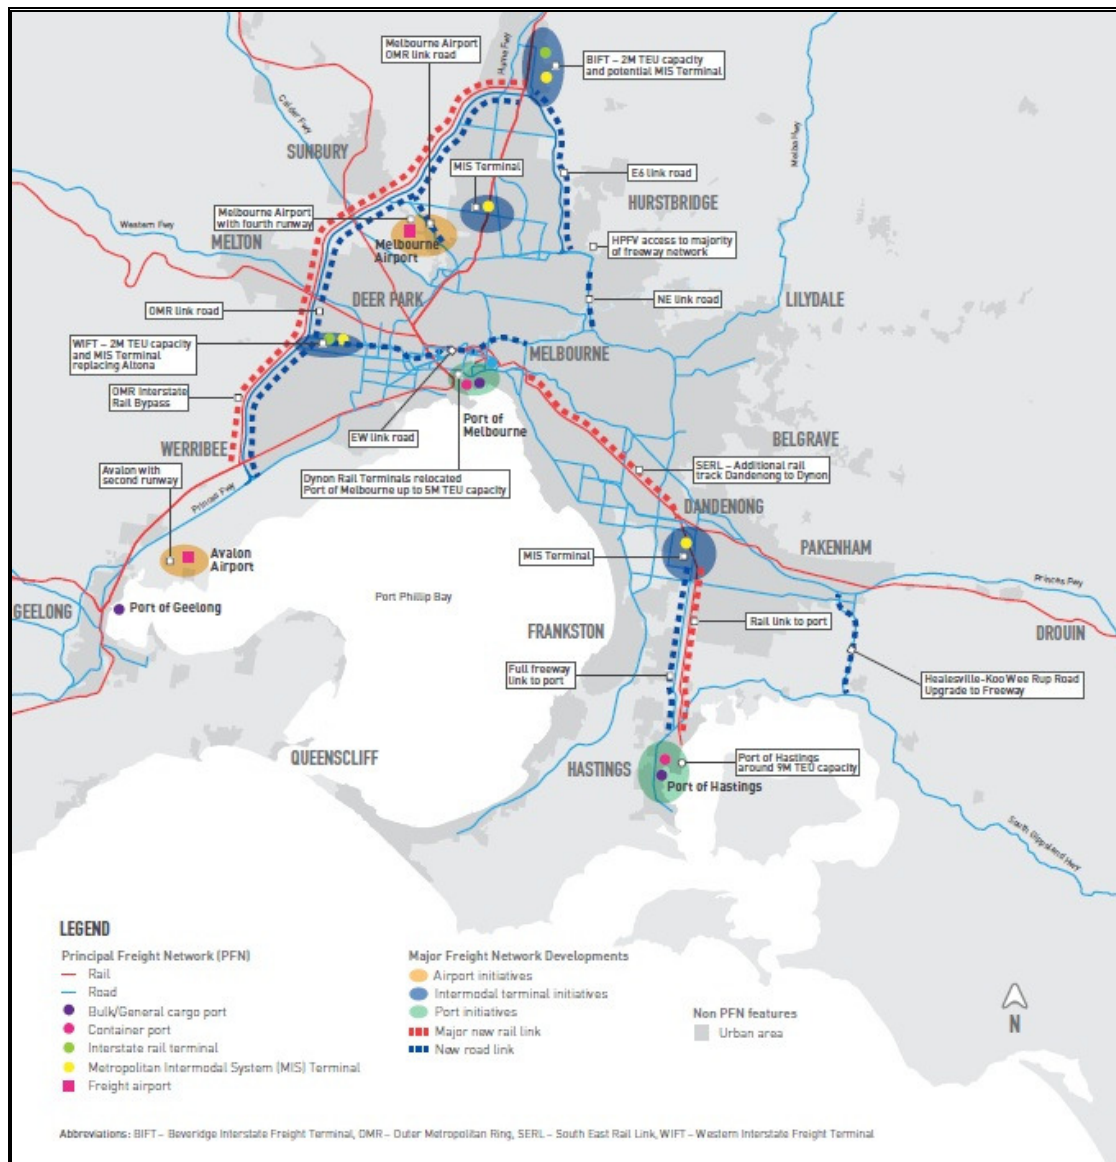 Melbourne Airport
OMR link road
Hume Fwy
BIFT – 2M TEU capacity
and potential MIS Terminal
Calder Fwy
Melba Hwy
SUNBURY
MIS Terminal
E6 link road
HURSTBRIDGE
Melbourne Airport
with fourth runway
Western Fwy
MELTON
Melbourne
Airport
HPFV access to majority
of freeway network
DEER PARK
NE link road
LILYDALE
OMR link road
WIFT – 2M TEU capacity
and MIS Terminal
replacing Altona
MELBOURNE
OMR Interstate
Rail Bypass
Port of
Melbourne
EW link road
BELGRAVE
WERRIBEE
Avalon with
second runway
Princes Fwy
Dynon Rail Terminals relocated
Port of Melbourne up to 5M TEU capacity
SERL – Additional rail
track Dandenong to Dynon
DANDENONG
Avalon
Airport
MIS Terminal
PAKENHAM
Princes Fwy
Port Phillip Bay
GEELONG
Port of Geelong
FRANKSTON
Rail link to port
DROUIN
Full freeway
link to port
Healesville-Koo Wee Rup Road
Upgrade to Freeway
QUEENSCLIFF
HASTINGS
Port of Hastings
around 9M TEU capacity
Port of Hastings
South Gippsland Hwy
LEGEND
Principal Freight Network (PFN)
Rail
Road
Bulk/General cargo port
Container port
Interstate rail terminal
Metropolitan Intermodal System (MIS) Terminal
Freight airport
Major Freight Network Developments
Airport initiatives
Intermodal terminal initiatives
Port initiatives
Major new rail link
New road link
Non PFN features
Urban area
N
Abbreviations: BIFT – Beveridge Interstate Freight Terminal, OMR – Outer Metropolitan Ring, SERL – South East Rail Link, WIFT – Western Interstate Freight Terminal